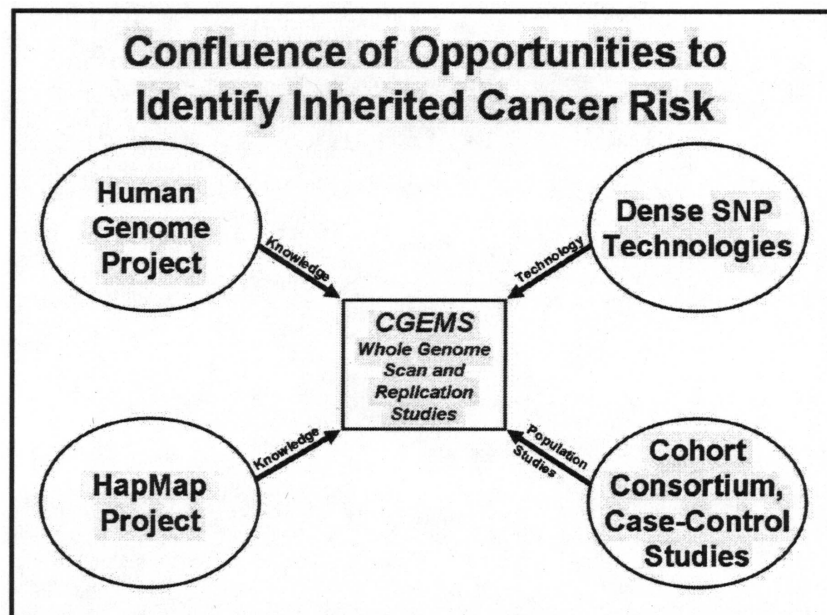 Confluence of Opportunities to
Identify Inherited Cancer Risk
Human
Genome
Project
Knowledge
Dense SNP
Technologies
Technology
CGEMS
Whole Genome
Scan and
Replication
Studies
HapMap
Project
Knowledge
Cohort
Consortium,
Case-Control
Studies
Population
Studies